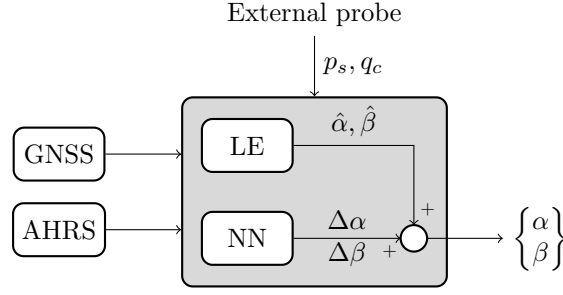 External probe
p_s, q_c
α̂, β̂
GNSS
LE
+
AHRS
NN
Δα
Δβ
+
{α
β}